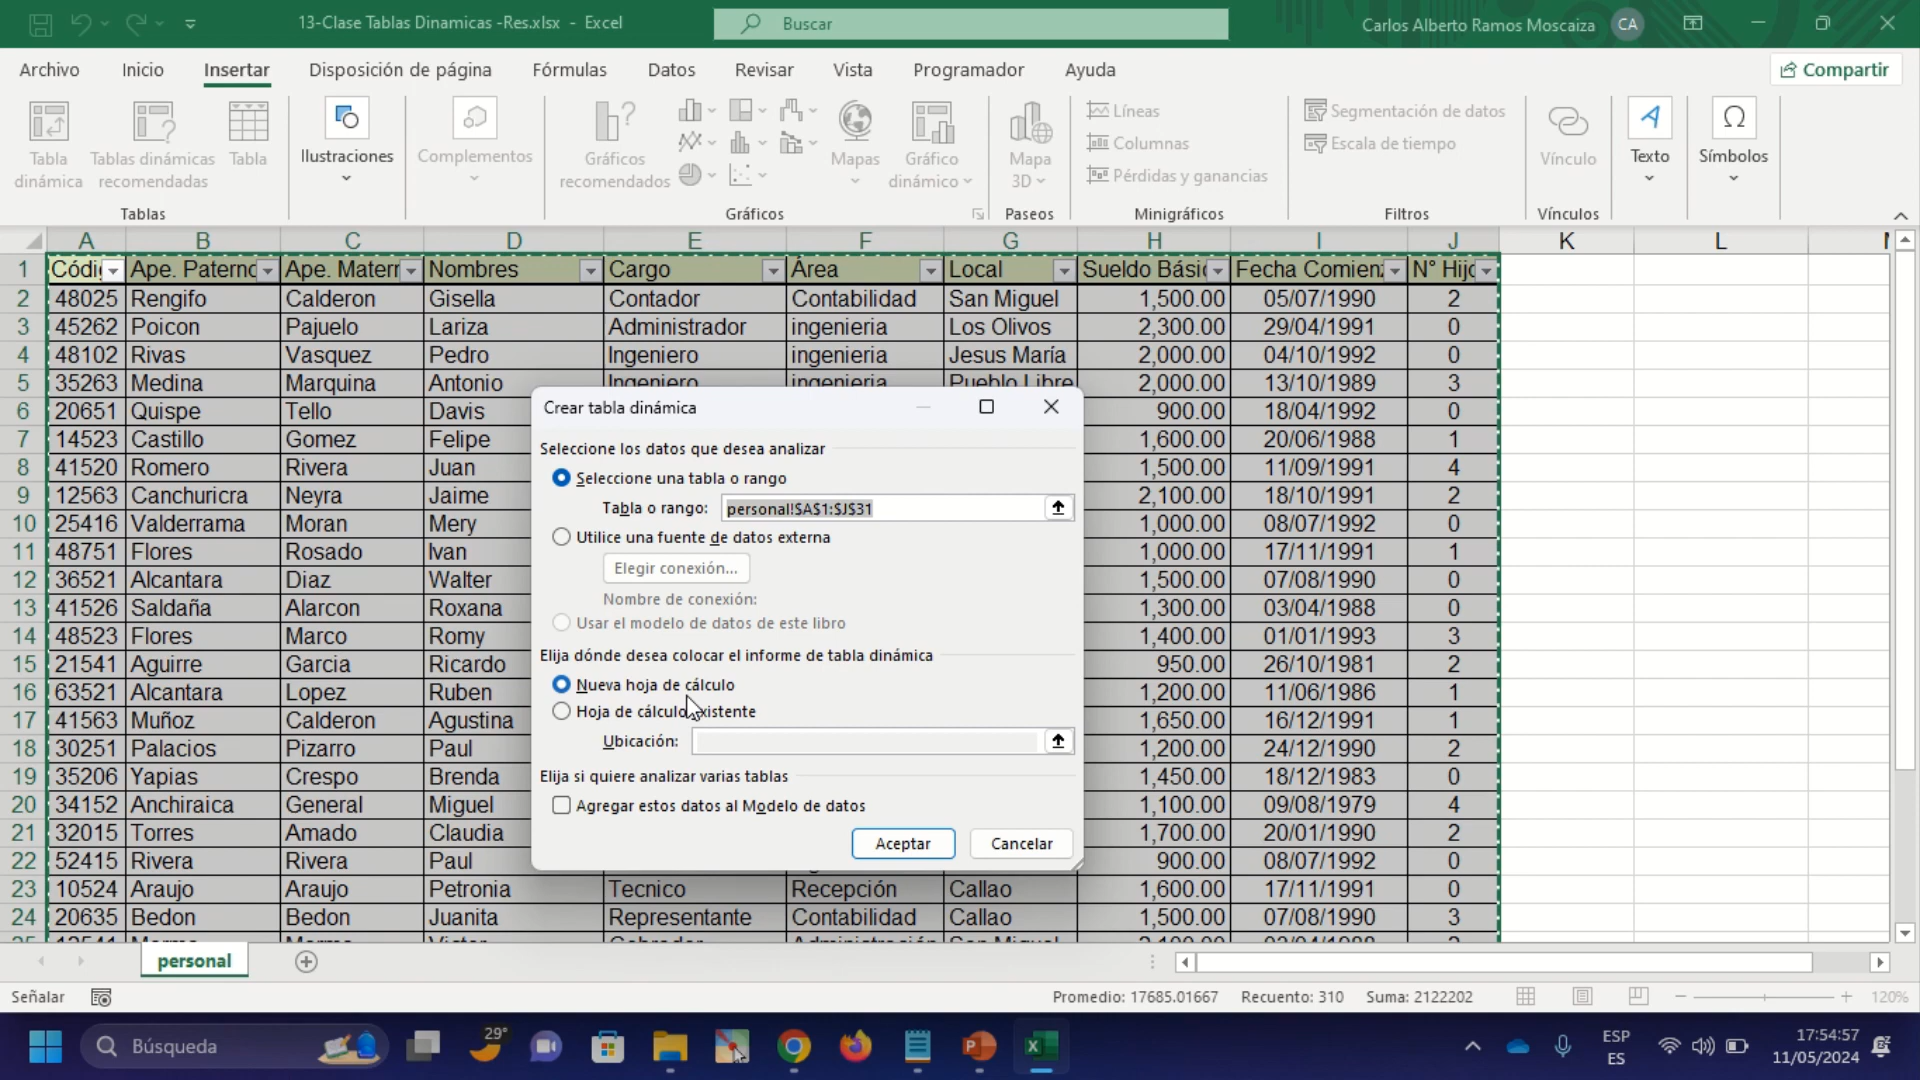 13-Clase Tablas Dinamicas -Res.xlsx - Excel
Buscar
Carlos Alberto Ramos Moscaiza
CA
Archivo Inicio Insertar Disposición de página Fórmulas Datos Revisar Vista Programador Ayuda
Compartir
Tabla dinámica
Tablas dinámicas recomendadas
Tabla
Tablas
Ilustraciones
Complementos
Gráficos recomendados
Mapas
Gráfico dinámico
Gráficos
Mapa 3D
Paseos
Líneas
Columnas
Pérdidas y ganancias
Minigráficos
Segmentación de datos
Escala de tiempo
Filtros
Vínculo
Vínculos
Texto
Símbolos
A B C D E F G H I J K L
1 Códi Ape. Paterno Ape. Matern Nombres Cargo Área Local Sueldo Bási Fecha Comien N° Hij
2 48025 Rengifo Calderon Gisella Contador Contabilidad San Miguel 1,500.00 05/07/1990 2
3 45262 Poicon Pajuelo Lariza Administrador ingenieria Los Olivos 2,300.00 29/04/1991 0
4 48102 Rivas Vasquez Pedro Ingeniero ingenieria Jesus María 2,000.00 04/10/1992 0
5 35263 Medina Marquina Antonio Ingeniero ingenieria Pueblo Libre 2,000.00 13/10/1989 3
6 20651 Quispe Tello Davis 900.00 18/04/1992 0
7 14523 Castillo Gomez Felipe 1,600.00 20/06/1988 1
8 41520 Romero Rivera Juan 1,500.00 11/09/1991 4
9 12563 Canchuricra Neyra Jaime 2,100.00 18/10/1991 2
10 25416 Valderrama Moran Mery 1,000.00 08/07/1992 0
11 48751 Flores Rosado Ivan 1,000.00 17/11/1991 1
12 36521 Alcantara Diaz Walter 1,500.00 07/08/1990 0
13 41526 Saldaña Alarcon Roxana 1,300.00 03/04/1988 0
14 48523 Flores Marco Romy 1,400.00 01/01/1993 3
15 21541 Aguirre Garcia Ricardo 950.00 26/10/1981 2
16 63521 Alcantara Lopez Ruben 1,200.00 11/06/1986 1
17 41563 Muñoz Calderon Agustina 1,650.00 16/12/1991 1
18 30251 Palacios Pizarro Paul 1,200.00 24/12/1990 2
19 35206 Yapias Crespo Brenda 1,450.00 18/12/1983 0
20 34152 Anchiraica General Miguel 1,100.00 09/08/1979 4
21 32015 Torres Amado Claudia 1,700.00 20/01/1990 2
22 52415 Rivera Rivera Paul 900.00 08/07/1992 0
23 10524 Araujo Araujo Petronia Tecnico Recepción Callao 1,600.00 17/11/1991 0
24 20635 Bedon Bedon Juanita Representante Contabilidad Callao 1,500.00 07/08/1990 3
Crear tabla dinámica
Seleccione los datos que desea analizar
Seleccione una tabla o rango
Tabla o rango: personal!$A$1:$J$31
Utilice una fuente de datos externa
Elegir conexión...
Nombre de conexión:
Usar el modelo de datos de este libro
Elija dónde desea colocar el informe de tabla dinámica
Nueva hoja de cálculo
Hoja de cálculo existente
Ubicación:
Elija si quiere analizar varias tablas
Agregar estos datos al Modelo de datos
Aceptar Cancelar
personal
Señalar
Promedio: 17685.01667 Recuento: 310 Suma: 2122202
120%
Búsqueda
29°
ESP
ES
17:54:57
11/05/2024